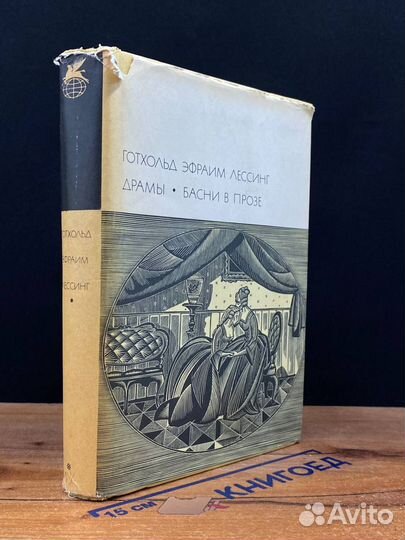 ГОТХОЛЬД ЭФРАИМ ЛЕССИНГ
ДРАМЫ • БАСНИ В ПРОЗЕ
ГОТХОЛЬД
ЭФРАИМ
ЛЕССИНГ
15 СМ
КНИГОЕД
Avito